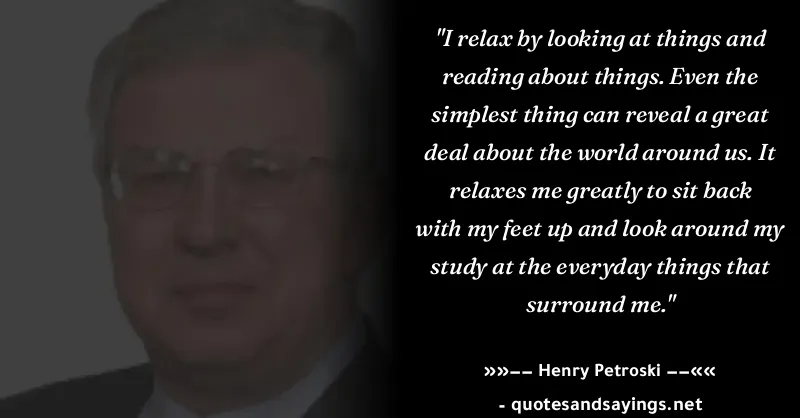 "I relax by looking at things and
reading about things. Even the
simplest thing can reveal a great
deal about the world around us. It
relaxes me greatly to sit back
with my feet up and look around my
study at the everyday things that
surround me."
»»−− Henry Petroski −−««
- quotesandsayings.net